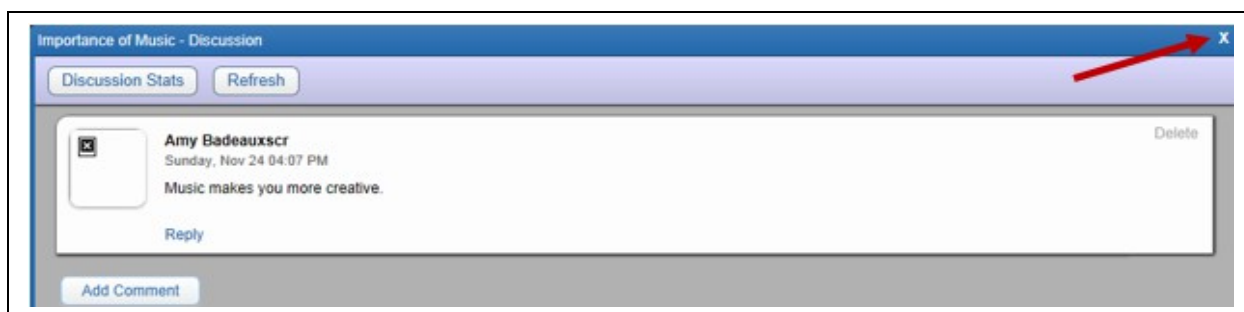 Importance of Music - Discussion X
Discussion Stats Refresh
Amy Badeauxscr Delete
Sunday, Nov 24 04:07 PM
Music makes you more creative.
Reply
Add Comment